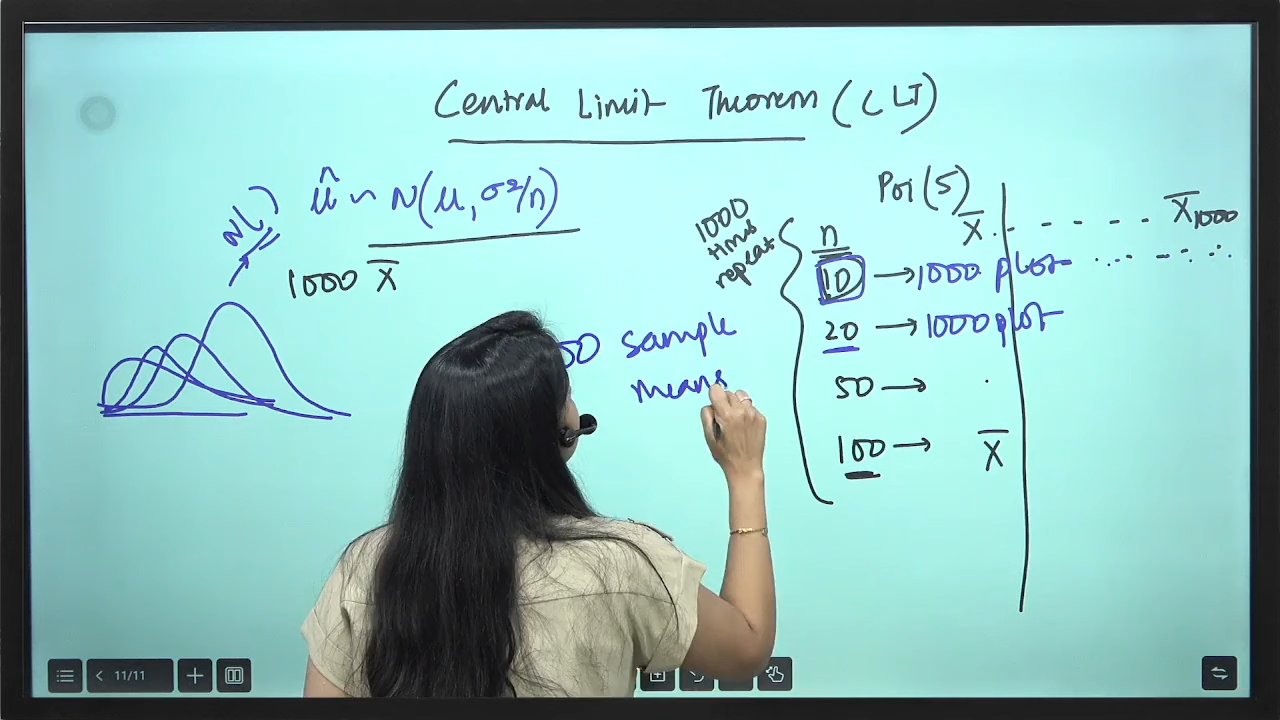 Central Limit Theorem (CLT)
μ̂ ~ N(μ, σ²/n)
1000 X̄
sample
means
1000
times
repeat
Poi(5)
n X̄ . - - - - - X̄1000
10 → 1000 plot
20 → 1000 plot
50 →
100 → X̄
11/11